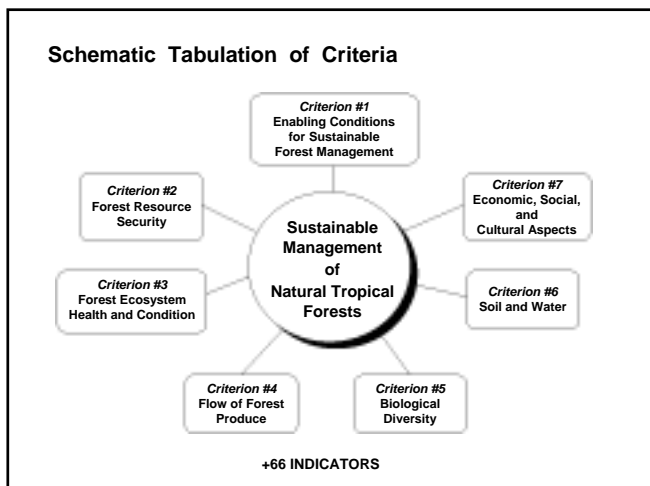 Schematic Tabulation of Criteria
Criterion #1
Enabling Conditions
for Sustainable
Forest Management
Criterion #2
Forest Resource
Security
Criterion #7
Economic, Social,
and
Cultural Aspects
Sustainable
Management
of
Natural Tropical
Forests
Criterion #3
Forest Ecosystem
Health and Condition
Criterion #6
Soil and Water
Criterion #4
Flow of Forest
Produce
Criterion #5
Biological
Diversity
+66 INDICATORS